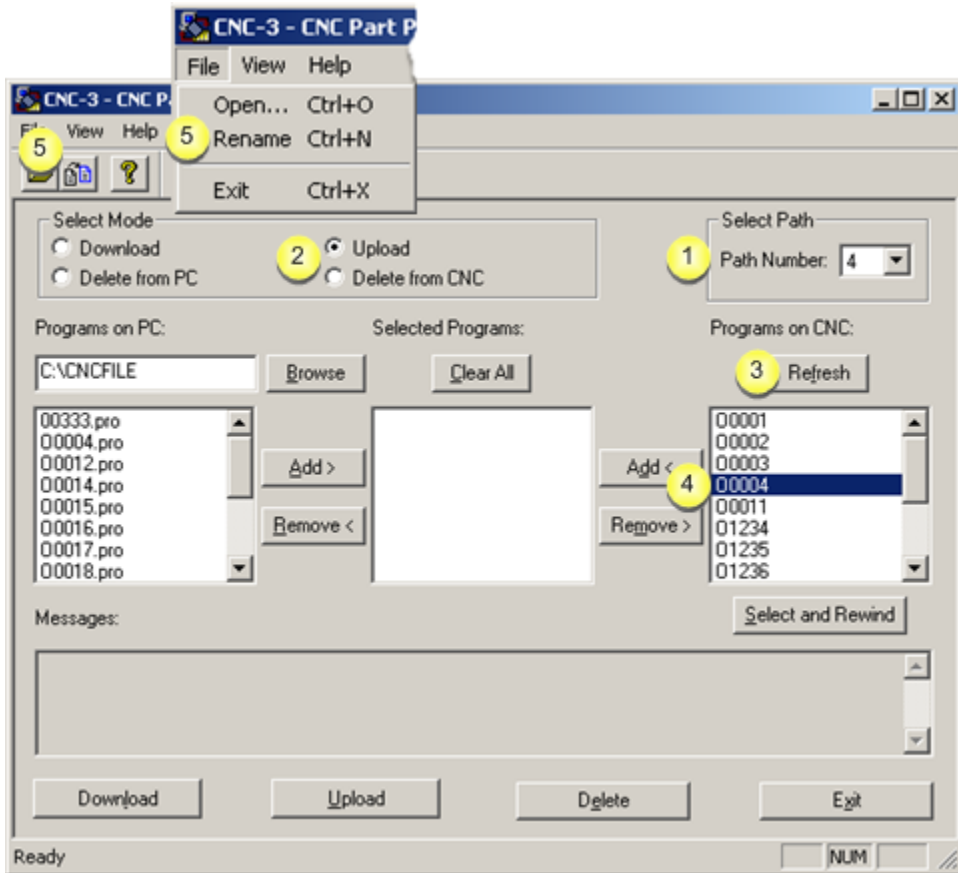 CNC-3 - CNC Part P
File View Help
Open... Ctrl+O
5 Rename Ctrl+N
Exit Ctrl+X
CNC-3 - CNC Pa
View Help
5
?
Select Mode
Download
2 Upload
Delete from PC
Delete from CNC
Select Path
1 Path Number: 4
Programs on PC:
Selected Programs:
Programs on CNC:
C:\CNCFILE
Browse
Clear All
3 Refresh
O0333.pro
O0004.pro
O0012.pro
O0014.pro
O0015.pro
O0016.pro
O0017.pro
O0018.pro
Add >
Remove <
Add <
Remove >
O0001
O0002
O0003
4 O0004
O0011
O1234
O1235
O1236
Select and Rewind
Messages:
Download
Upload
Delete
Exit
Ready
NUM